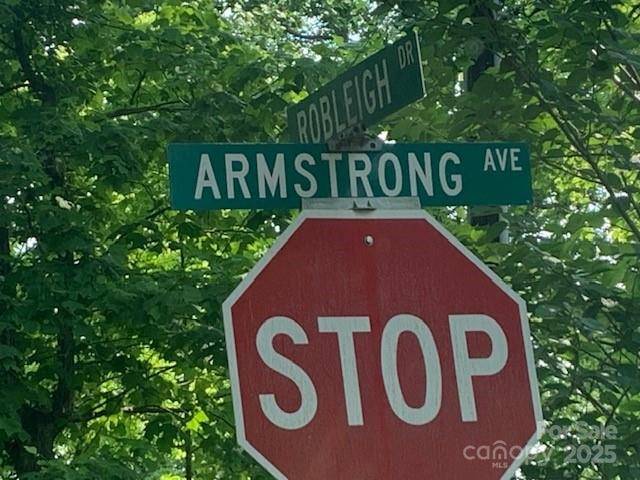 ROBLEIGH DR
ARMSTRONG AVE
STOP
For Sale
canopy 2025
MLS